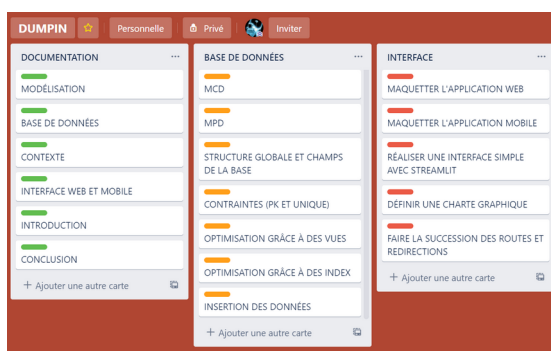 DUMPIN
Personnelle
Privé
Inviter
DOCUMENTATION
MODÉLISATION
BASE DE DONNÉES
CONTEXTE
INTERFACE WEB ET MOBILE
INTRODUCTION
CONCLUSION
+ Ajouter une autre carte
BASE DE DONNÉES
MCD
MPD
STRUCTURE GLOBALE ET CHAMPS
DE LA BASE
CONTRAINTES (PK ET UNIQUE)
OPTIMISATION GRÂCE À DES VUES
OPTIMISATION GRÂCE À DES INDEX
INSERTION DES DONNÉES
+ Ajouter une autre carte
INTERFACE
MAQUETTER L'APPLICATION WEB
MAQUETTER L'APPLICATION MOBILE
RÉALISER UNE INTERFACE SIMPLE
AVEC STREAMLIT
DÉFINIR UNE CHARTE GRAPHIQUE
FAIRE LA SUCCESSION DES ROUTES ET
REDIRECTIONS
+ Ajouter une autre carte